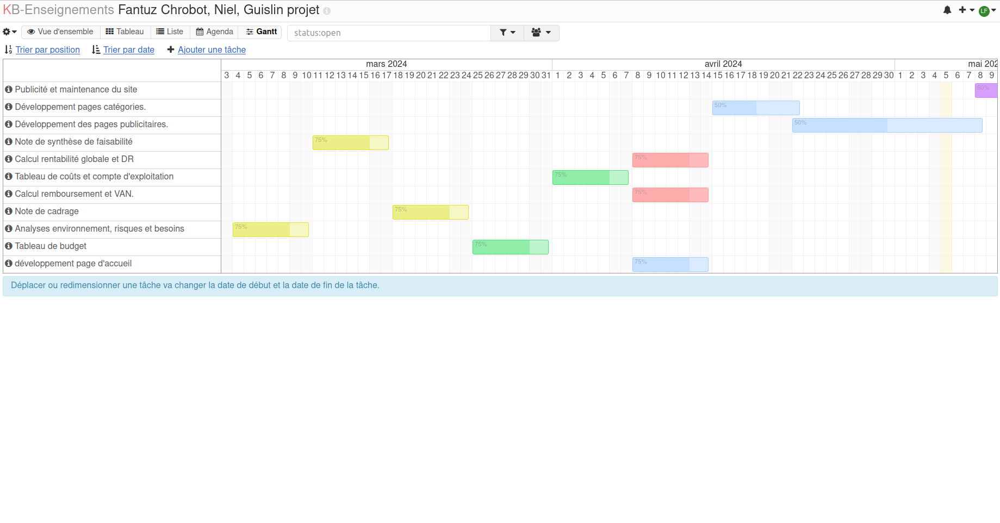 KB-Enseignements Fantuz Chrobot, Niel, Guislin projet
LF
Vue d'ensemble Tableau Liste Agenda Gantt status:open
Trier par position Trier par date Ajouter une tâche
mars 2024 avril 2024 mai 202
3 4 5 6 7 8 9 10 11 12 13 14 15 16 17 18 19 20 21 22 23 24 25 26 27 28 29 30 31 1 2 3 4 5 6 7 8 9 10 11 12 13 14 15 16 17 18 19 20 21 22 23 24 25 26 27 28 29 30 1 2 3 4 5 6 7 8 9
Publicité et maintenance du site 50%
Développement pages catégories. 50%
Développement des pages publicitaires. 50%
Note de synthèse de faisabilité 75%
Calcul rentabilité globale et DR 75%
Tableau de coûts et compte d'exploitation 75%
Calcul remboursement et VAN. 75%
Note de cadrage 75%
Analyses environnement, risques et besoins 75%
Tableau de budget 75%
développement page d'accueil 75%
Déplacer ou redimensionner une tâche va changer la date de début et la date de fin de la tâche.